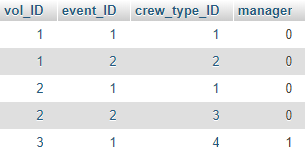 vol_ID event_ID crew_type_ID manager
1 1 1 0
1 2 2 0
2 1 1 0
2 2 3 0
3 1 4 1